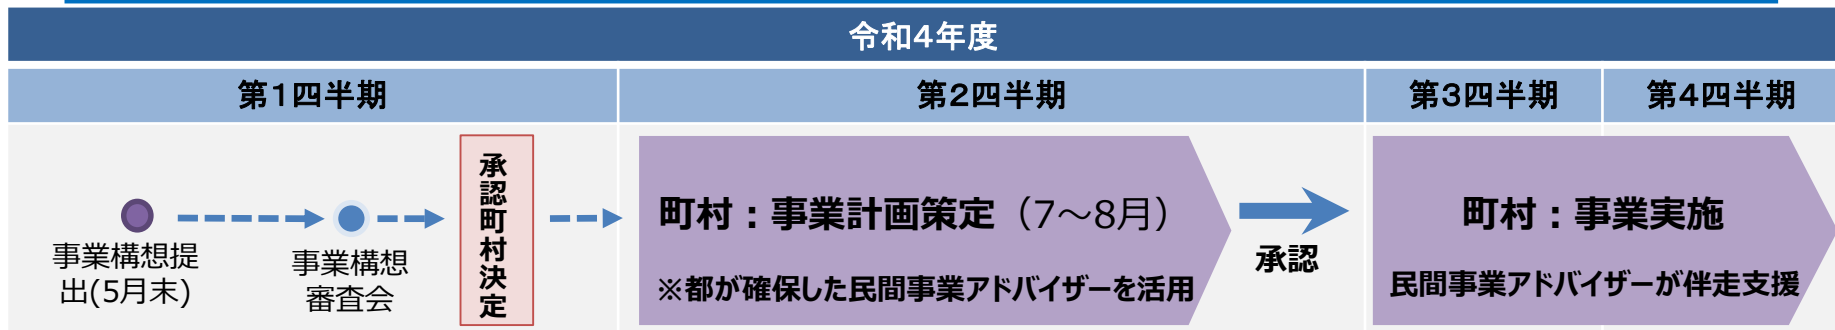 令和4年度
第1四半期
第2四半期
第3四半期
第4四半期
事業構想提
出(5月末)
事業構想
審査会
承認町村決定
町村：事業計画策定（7～8月）
※都が確保した民間事業アドバイザーを活用
承認
町村：事業実施
民間事業アドバイザーが伴走支援